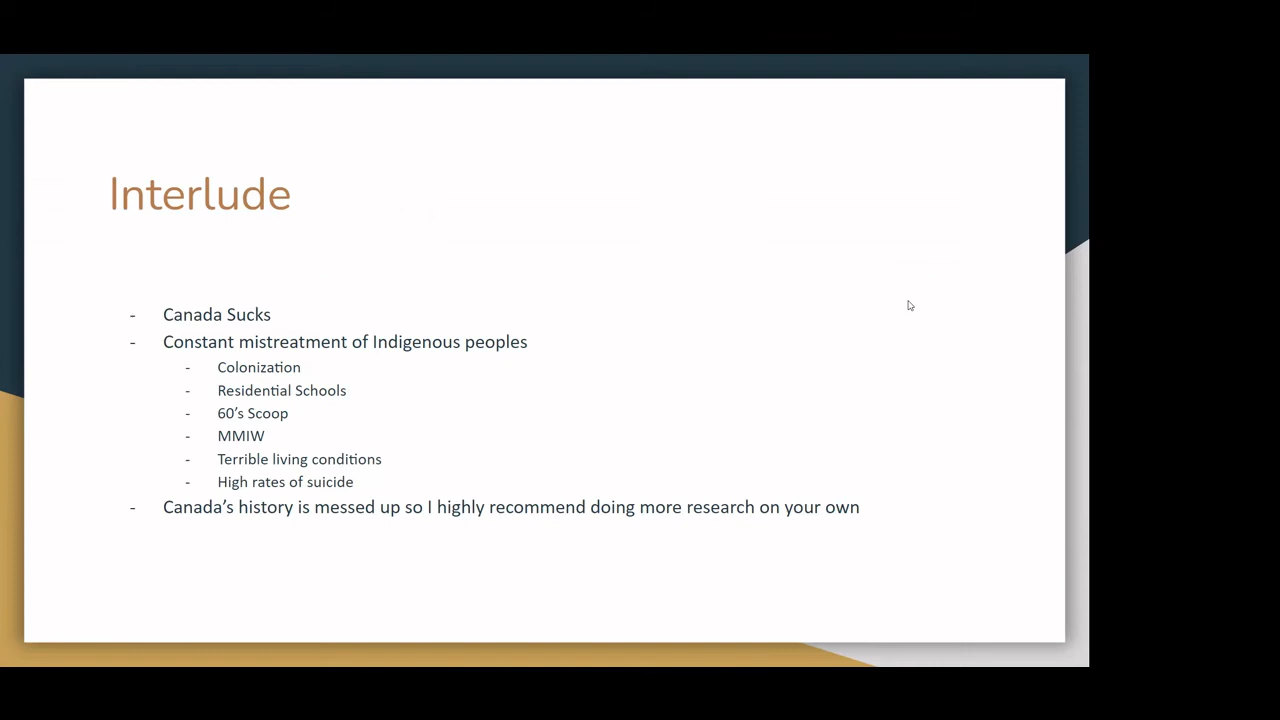 Interlude
- Canada Sucks
- Constant mistreatment of Indigenous peoples
- Colonization
- Residential Schools
- 60’s Scoop
- MMIW
- Terrible living conditions
- High rates of suicide
- Canada’s history is messed up so I highly recommend doing more research on your own